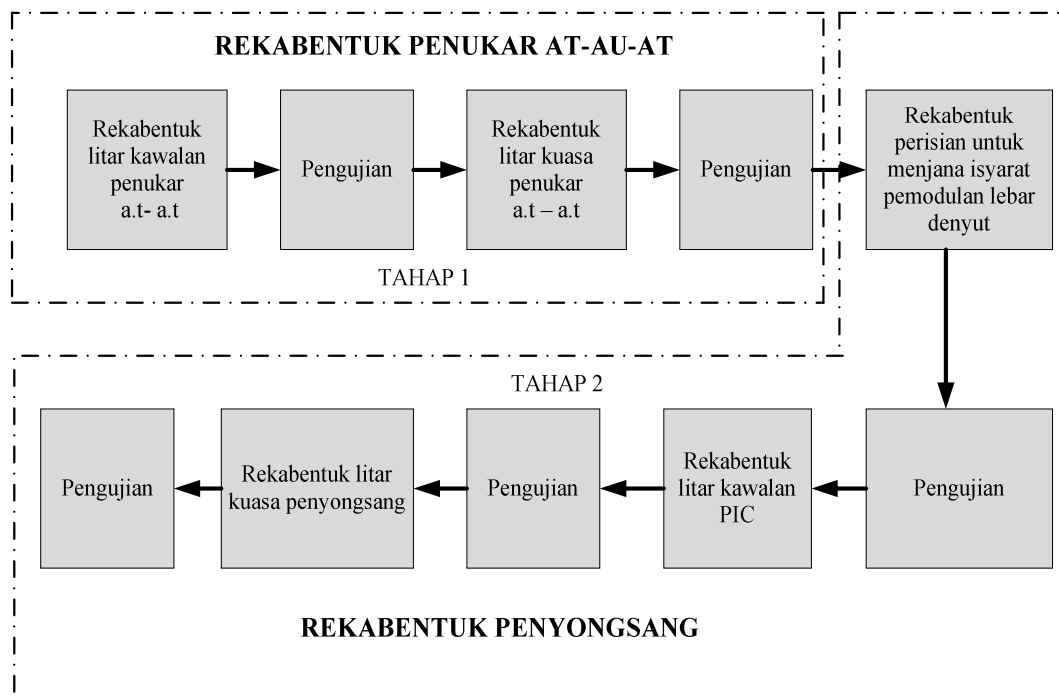 REKABENTUK PENUKAR AT-AU-AT
Rekabentuk
litar kawalan
penukar
a.t- a.t
Pengujian
Rekabentuk
litar kuasa
penukar
a.t – a.t
Pengujian
Rekabentuk
perisian untuk
menjana isyarat
pemodulan lebar
denyut
TAHAP 1
TAHAP 2
Pengujian
Rekabentuk litar
kuasa penyongsang
Pengujian
Rekabentuk
litar kawalan
PIC
Pengujian
REKABENTUK PENYONGSANG